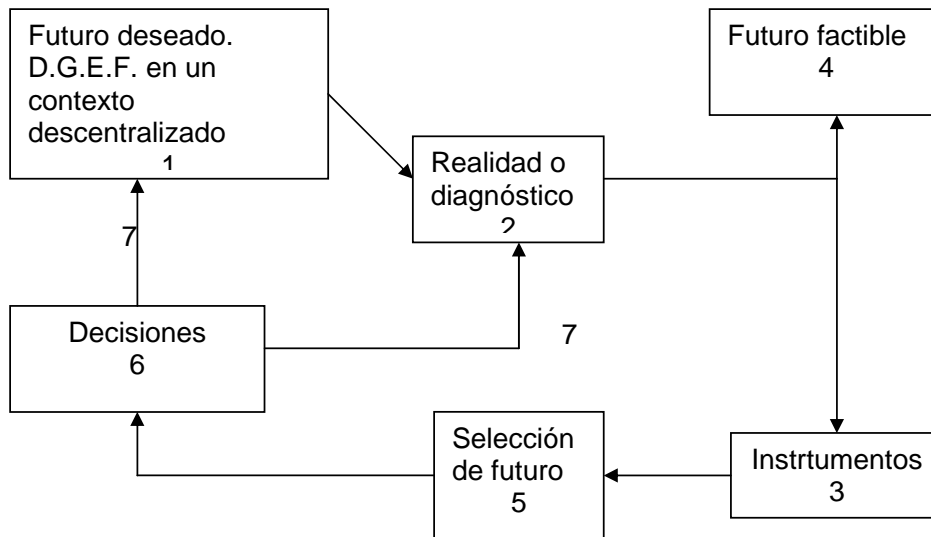 Futuro deseado.
D.G.E.F. en un
contexto
descentralizado
1
Futuro factible
4
Realidad o
diagnóstico
2
7
7
Decisiones
6
Selección
de futuro
5
Instrtumentos
3